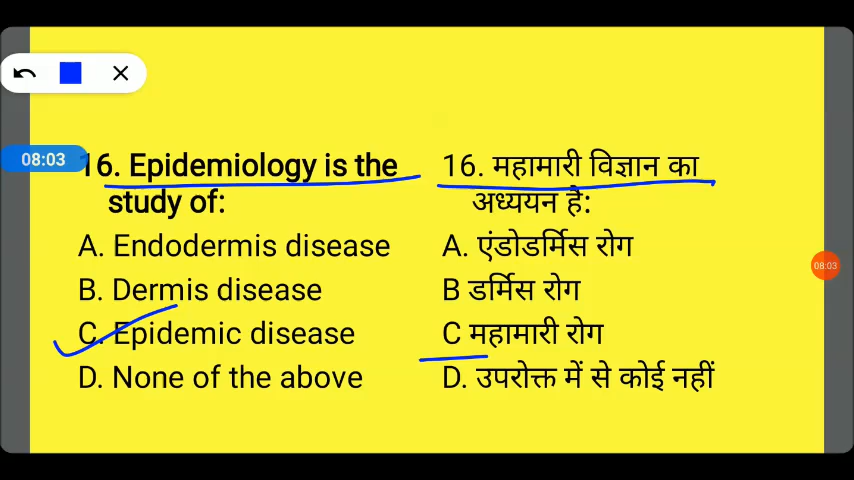 08:03
16. Epidemiology is the
study of:
A. Endodermis disease
B. Dermis disease
C. Epidemic disease
D. None of the above
16. महामारी विज्ञान का
अध्ययन है:
A. एंडोडर्मिस रोग
B डर्मिस रोग
C महामारी रोग
D. उपरोक्त में से कोई नहीं
08:03